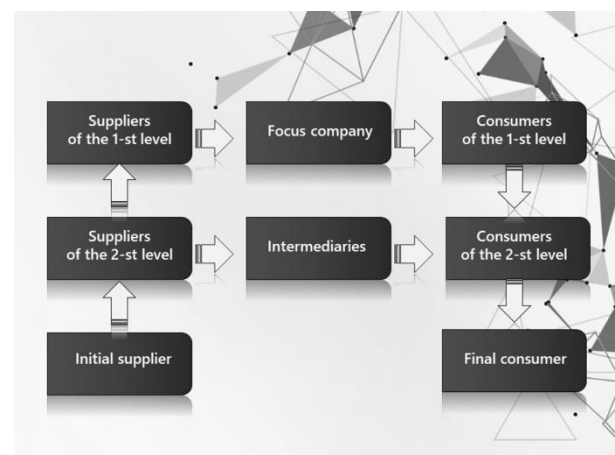 Suppliers
of the 1-st level
Focus company
Consumers
of the 1-st level
Suppliers
of the 2-st level
Intermediaries
Consumers
of the 2-st level
Initial supplier
Final consumer